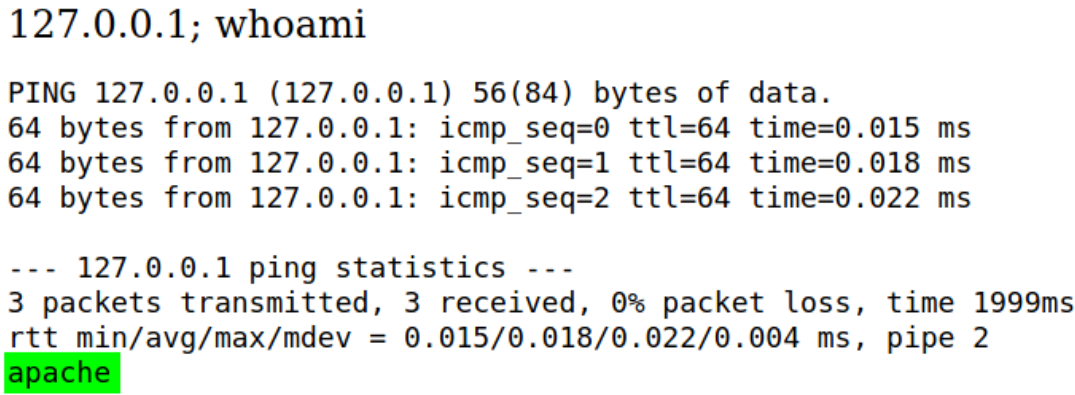 127.0.0.1; whoami
PING 127.0.0.1 (127.0.0.1) 56(84) bytes of data.
64 bytes from 127.0.0.1: icmp_seq=0 ttl=64 time=0.015 ms
64 bytes from 127.0.0.1: icmp_seq=1 ttl=64 time=0.018 ms
64 bytes from 127.0.0.1: icmp_seq=2 ttl=64 time=0.022 ms
--- 127.0.0.1 ping statistics ---
3 packets transmitted, 3 received, 0% packet loss, time 1999ms
rtt min/avg/max/mdev = 0.015/0.018/0.022/0.004 ms, pipe 2
apache